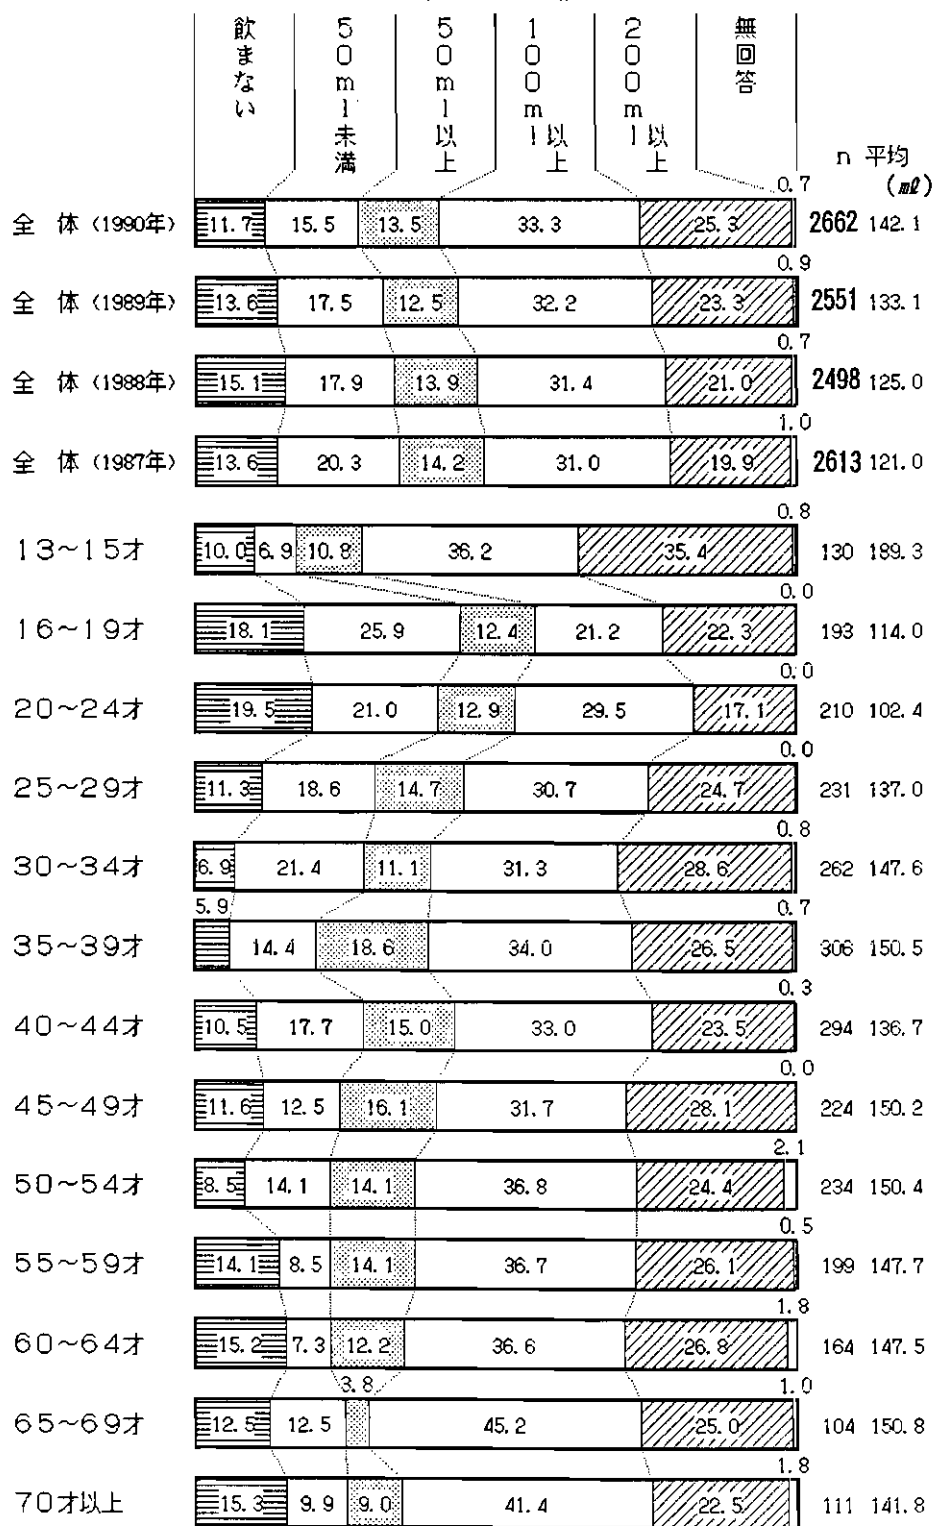 飲まない
50ml未満
50ml以上
100ml以上
200ml以上
無回答
n 平均
(mℓ)
0.7
全 体 (1990年) 11.7 15.5 13.5 33.3 25.3 2662 142.1
0.9
全 体 (1989年) 13.6 17.5 12.5 32.2 23.3 2551 133.1
0.7
全 体 (1988年) 15.1 17.9 13.9 31.4 21.0 2498 125.0
1.0
全 体 (1987年) 13.6 20.3 14.2 31.0 19.9 2613 121.0
0.8
13~15才 10.0 6.9 10.8 36.2 35.4 130 189.3
0.0
16~19才 18.1 25.9 12.4 21.2 22.3 193 114.0
0.0
20~24才 19.5 21.0 12.9 29.5 17.1 210 102.4
0.0
25~29才 11.3 18.6 14.7 30.7 24.7 231 137.0
0.8
30~34才 6.9 21.4 11.1 31.3 28.6 262 147.6
5.9 0.7
35~39才 14.4 18.6 34.0 26.5 306 150.5
0.3
40~44才 10.5 17.7 15.0 33.0 23.5 294 136.7
0.0
45~49才 11.6 12.5 16.1 31.7 28.1 224 150.2
2.1
50~54才 8.5 14.1 14.1 36.8 24.4 234 150.4
0.5
55~59才 14.1 8.5 14.1 36.7 26.1 199 147.7
1.8
60~64才 15.2 7.3 12.2 36.6 26.8 164 147.5
3.8 1.0
65~69才 12.5 12.5 45.2 25.0 104 150.8
1.8
70才以上 15.3 9.9 9.0 41.4 22.5 111 141.8